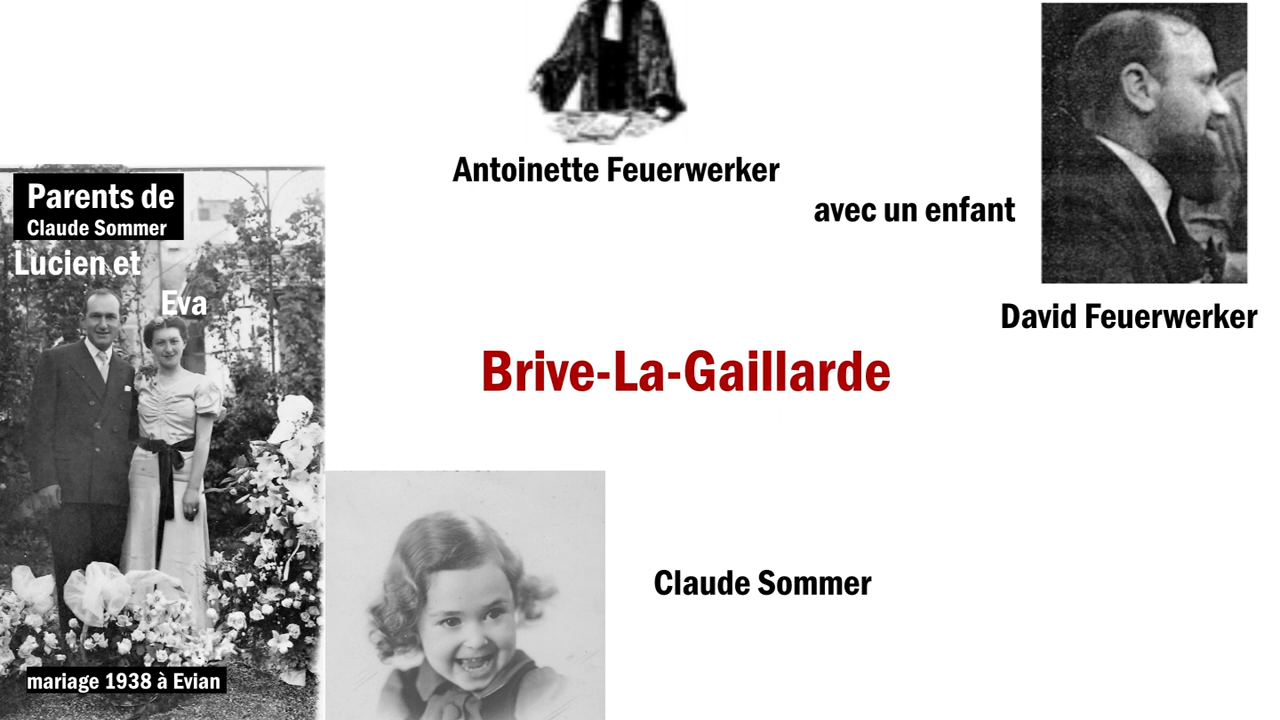 Antoinette Feuerwerker
avec un enfant
David Feuerwerker
Parents de
Claude Sommer
Lucien et
Eva
Brive-La-Gaillarde
Claude Sommer
mariage 1938 à Evian